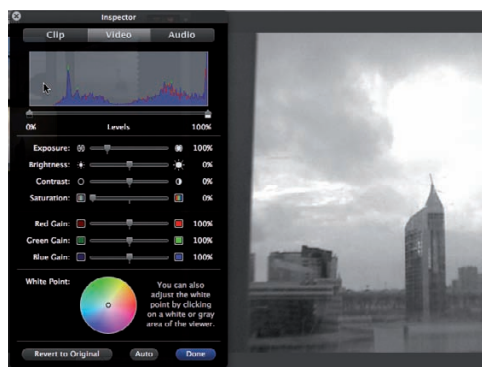 Inspector
Clip Video Audio
0% Levels 100%
Exposure: 100%
Brightness: 0%
Contrast: 0%
Saturation: 0%
Red Gain: 100%
Green Gain: 100%
Blue Gain: 100%
White Point:
You can also
adjust the white
point by clicking
on a white or gray
area of the viewer.
Revert to Original Auto Done